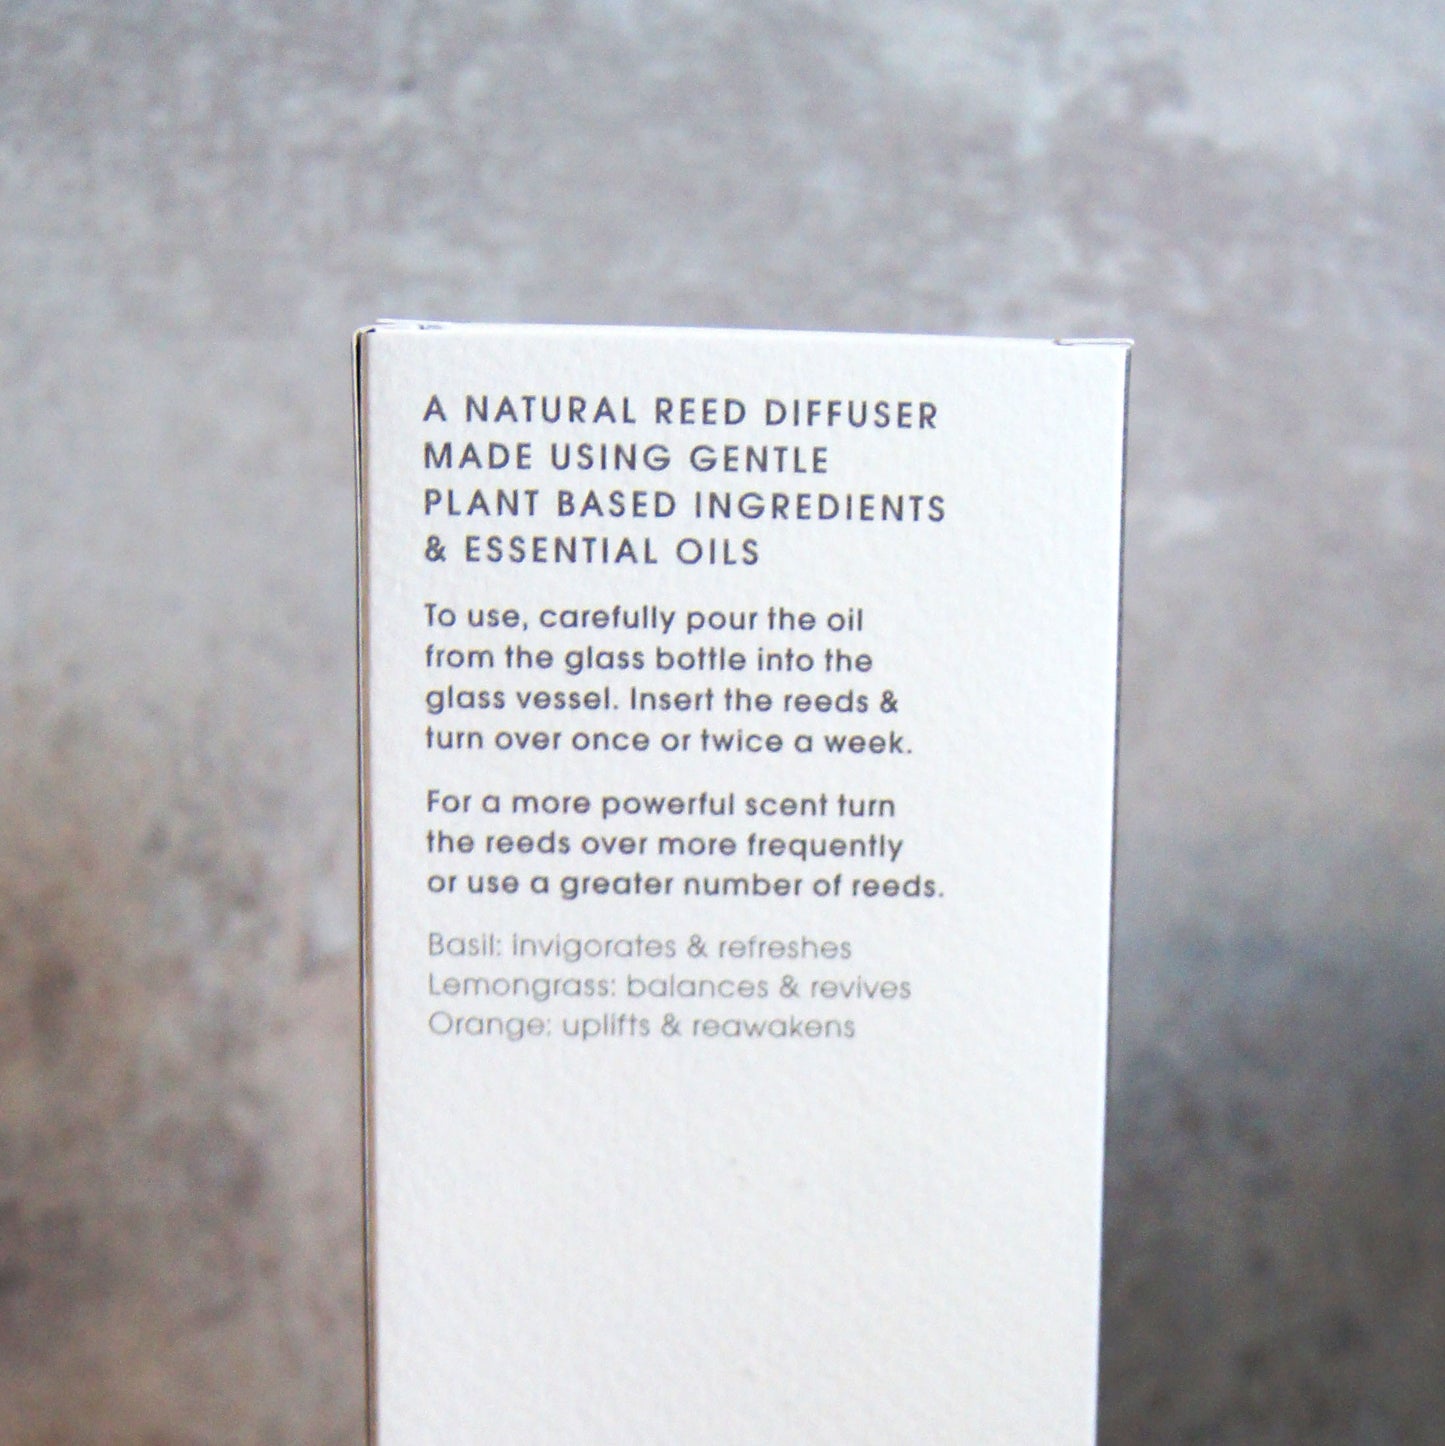 A NATURAL REED DIFFUSER
MADE USING GENTLE
PLANT BASED INGREDIENTS
& ESSENTIAL OILS
To use, carefully pour the oil
from the glass bottle into the
glass vessel. Insert the reeds &
turn over once or twice a week.
For a more powerful scent turn
the reeds over more frequently
or use a greater number of reeds.
Basil: invigorates & refreshes
Lemongrass: balances & revives
Orange: uplifts & reawakens